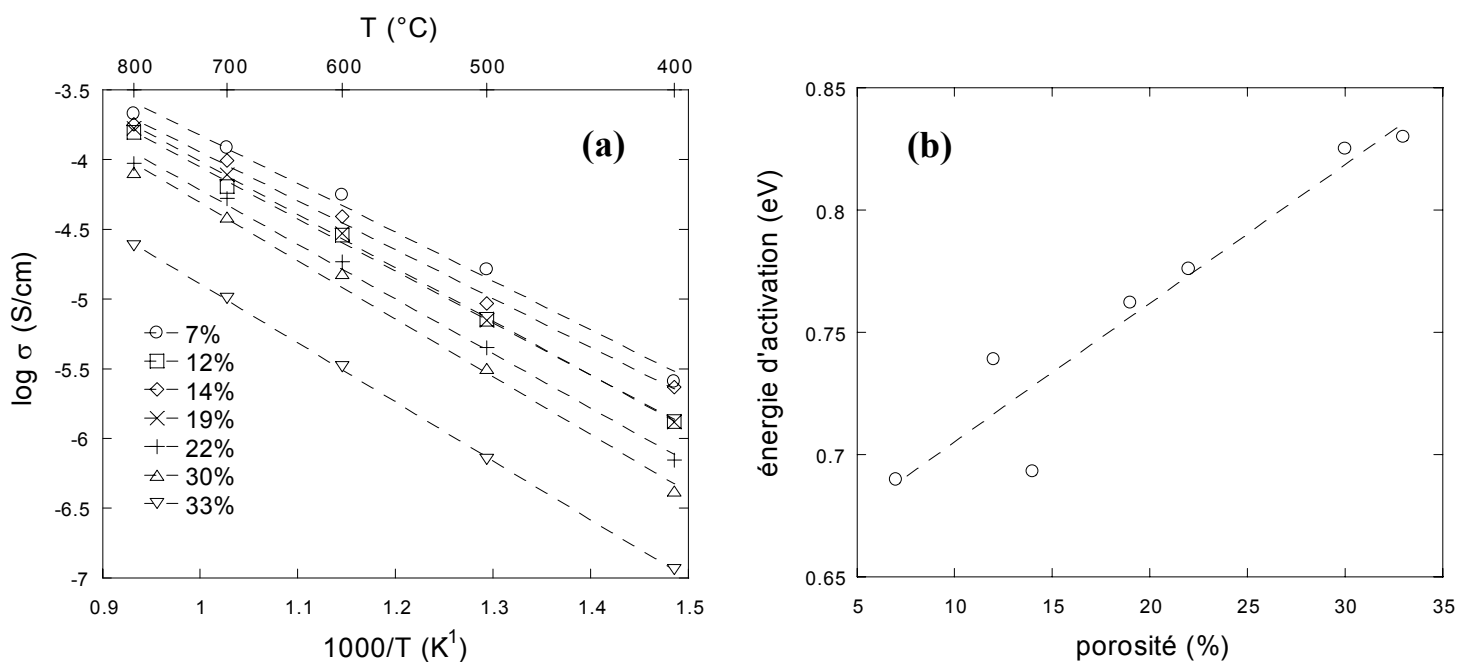 T (°C)
800 700 600 500 400
-3.5
-4
-4.5
-5
-5.5
-6
-6.5
-7
log σ (S/cm)
(a)
7%
12%
14%
19%
22%
30%
33%
0.9 1 1.1 1.2 1.3 1.4 1.5
1000/T (K¹)
0.85
0.8
0.75
0.7
0.65
énergie d'activation (eV)
(b)
5 10 15 20 25 30 35
porosité (%)